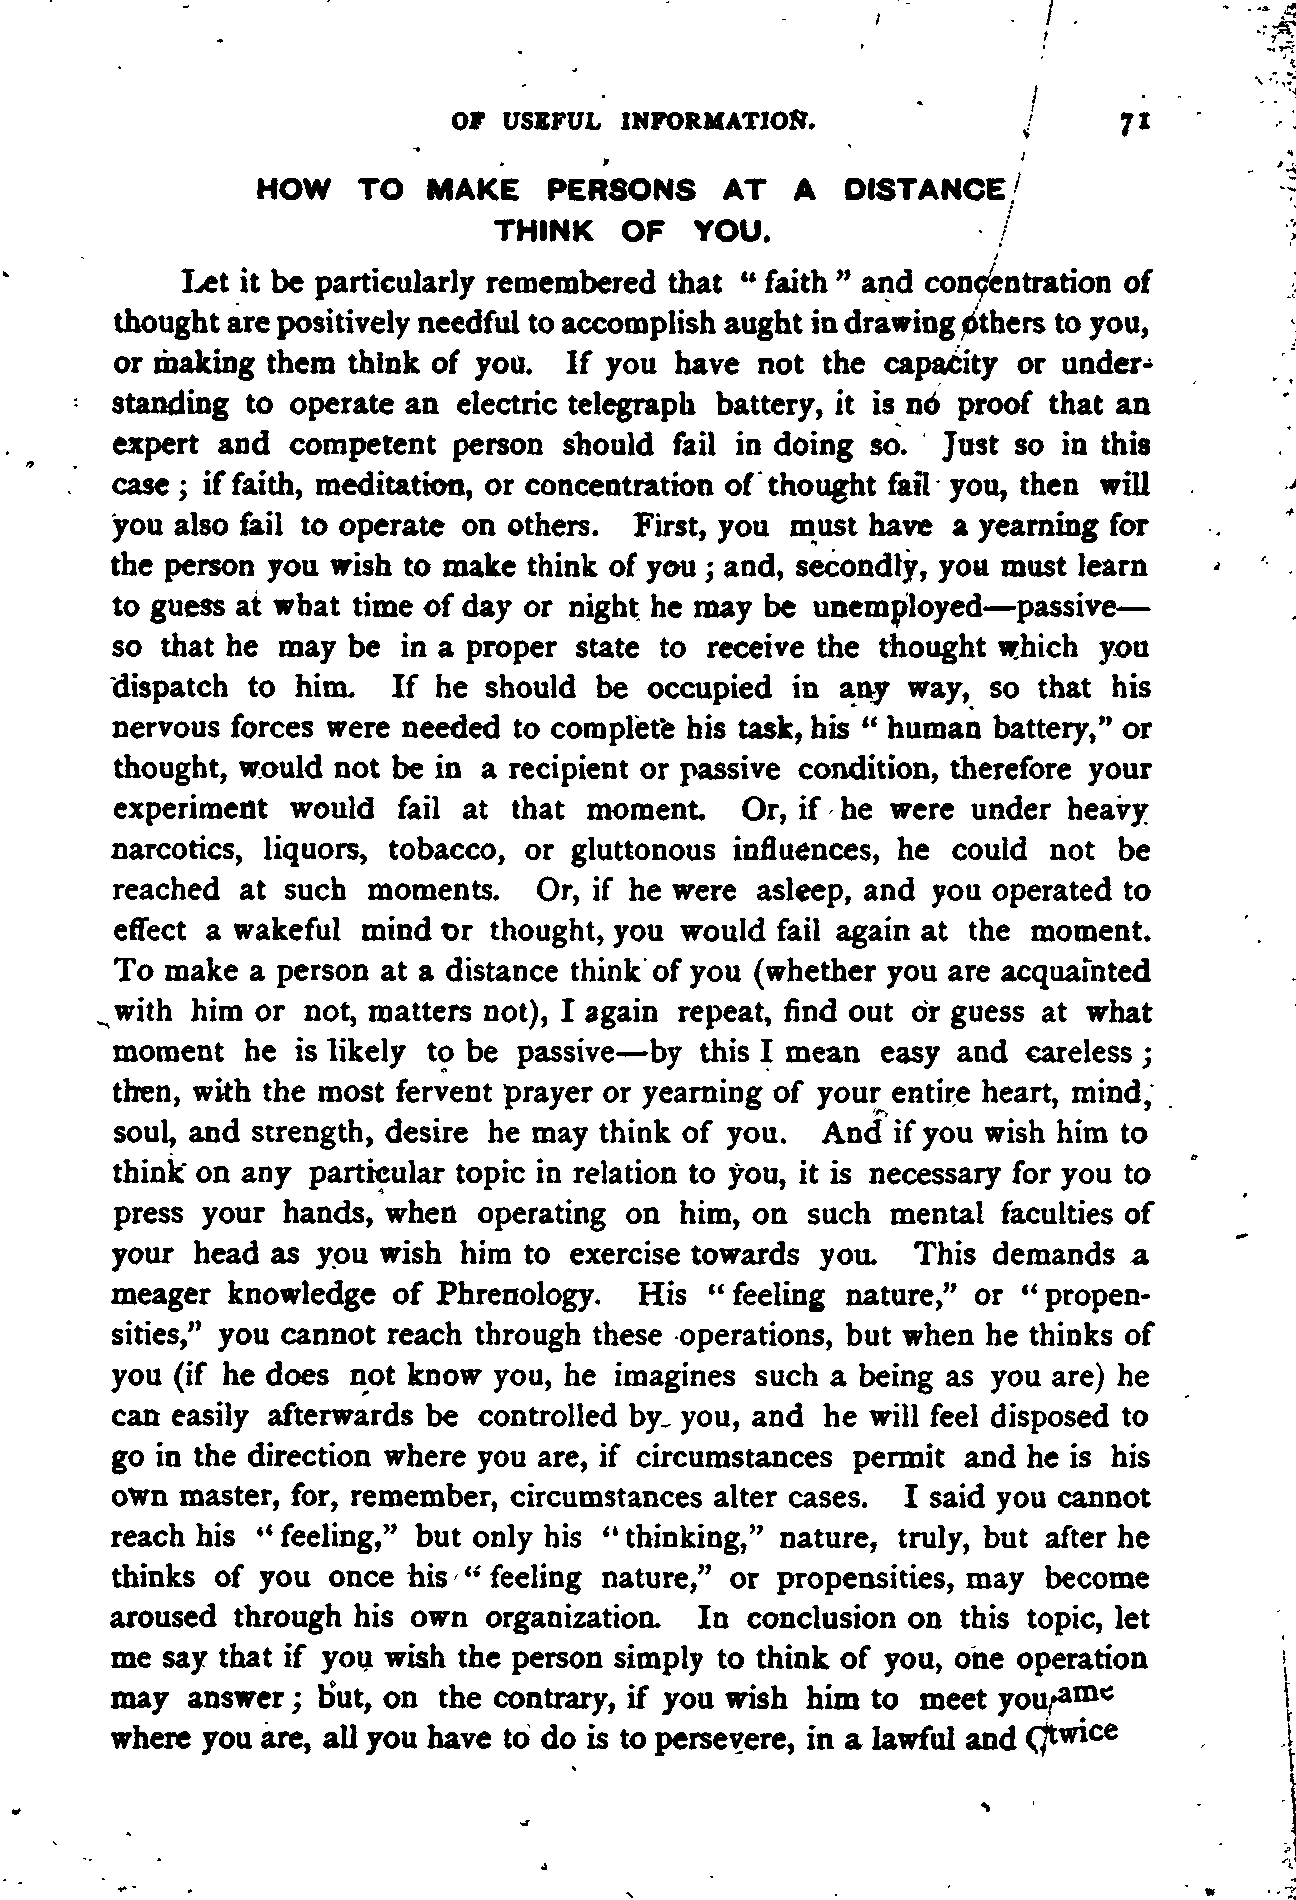 OF USEFUL INFORMATION. 71
HOW TO MAKE PERSONS AT A DISTANCE
THINK OF YOU.
Let it be particularly remembered that “ faith ” and concentration of
thought are positively needful to accomplish aught in drawing others to you,
or making them think of you. If you have not the capacity or under-
standing to operate an electric telegraph battery, it is no proof that an
expert and competent person should fail in doing so. Just so in this
case ; if faith, meditation, or concentration of thought fail you, then will
you also fail to operate on others. First, you must have a yearning for
the person you wish to make think of you ; and, secondly, you must learn
to guess at what time of day or night he may be unemployed—passive—
so that he may be in a proper state to receive the thought which you
dispatch to him. If he should be occupied in any way, so that his
nervous forces were needed to complete his task, his “ human battery,” or
thought, would not be in a recipient or passive condition, therefore your
experiment would fail at that moment. Or, if he were under heavy
narcotics, liquors, tobacco, or gluttonous influences, he could not be
reached at such moments. Or, if he were asleep, and you operated to
effect a wakeful mind or thought, you would fail again at the moment.
To make a person at a distance think of you (whether you are acquainted
with him or not, matters not), I again repeat, find out or guess at what
moment he is likely to be passive—by this I mean easy and careless ;
then, with the most fervent prayer or yearning of your entire heart, mind,
soul, and strength, desire he may think of you. And if you wish him to
think on any particular topic in relation to you, it is necessary for you to
press your hands, when operating on him, on such mental faculties of
your head as you wish him to exercise towards you. This demands a
meager knowledge of Phrenology. His “ feeling nature,” or “ propen-
sities,” you cannot reach through these operations, but when he thinks of
you (if he does not know you, he imagines such a being as you are) he
can easily afterwards be controlled by you, and he will feel disposed to
go in the direction where you are, if circumstances permit and he is his
own master, for, remember, circumstances alter cases. I said you cannot
reach his “ feeling,” but only his “ thinking,” nature, truly, but after he
thinks of you once his “ feeling nature,” or propensities, may become
aroused through his own organization. In conclusion on this topic, let
me say that if you wish the person simply to think of you, one operation
may answer ; but, on the contrary, if you wish him to meet you, ame
where you are, all you have to do is to persevere, in a lawful and twice